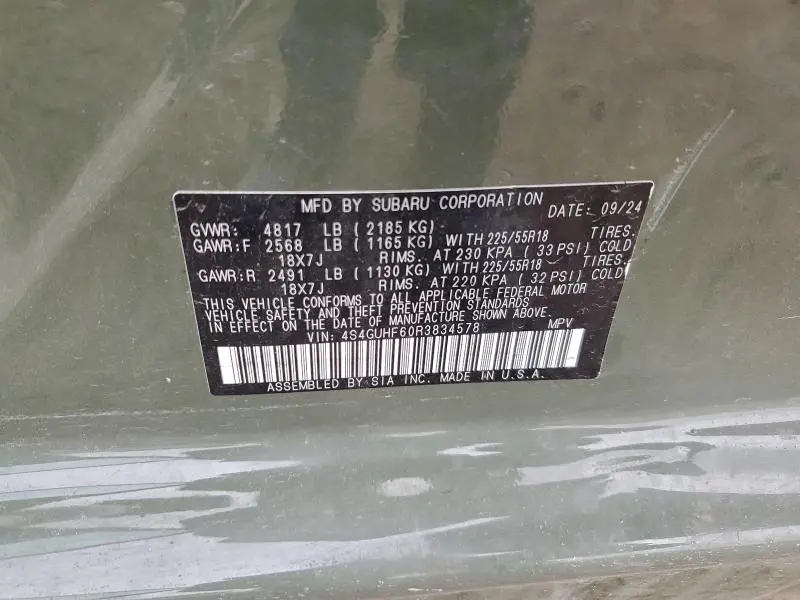 MFD BY SUBARU CORPORATION DATE: 09/24
GVWR: 4817 LB ( 2185 KG)
GAWR:F 2568 LB ( 1165 KG) WITH 225/55R18 TIRES.
18X7J RIMS. AT 230 KPA ( 33 PSI) COLD
GAWR:R 2491 LB ( 1130 KG) WITH 225/55R18 TIRES.
18X7J RIMS. AT 220 KPA ( 32 PSI) COLD
THIS VEHICLE CONFORMS TO ALL APPLICABLE FEDERAL MOTOR
VEHICLE SAFETY AND THEFT PREVENTION STANDARDS
IN EFFECT ON THE DATE OF MANUFACTURE SHOWN ABOVE.
VIN: 4S4GUHF60R3834578 MPV
ASSEMBLED BY SIA INC. MADE IN U.S.A.